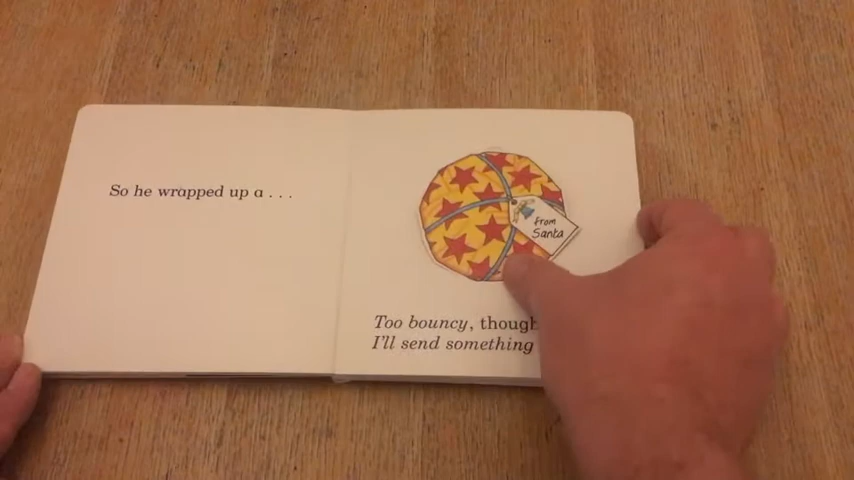 So he wrapped up a . . .
from
Santa
Too bouncy, though
I'll send something